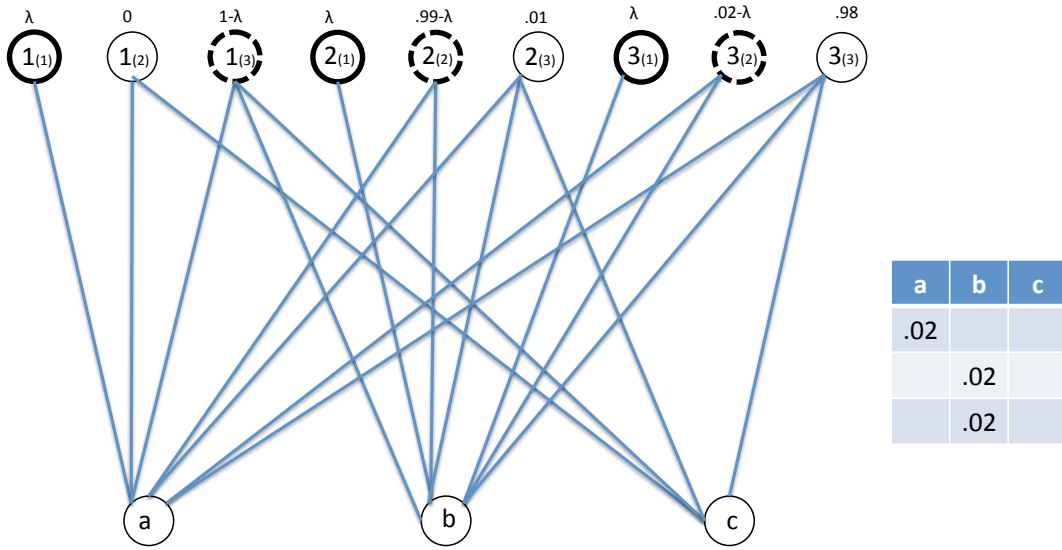 λ 0 1-λ λ .99-λ .01 λ .02-λ .98
1(1) 1(2) 1(3) 2(1) 2(2) 2(3) 3(1) 3(2) 3(3)
a b c
.02
.02
.02
a b c